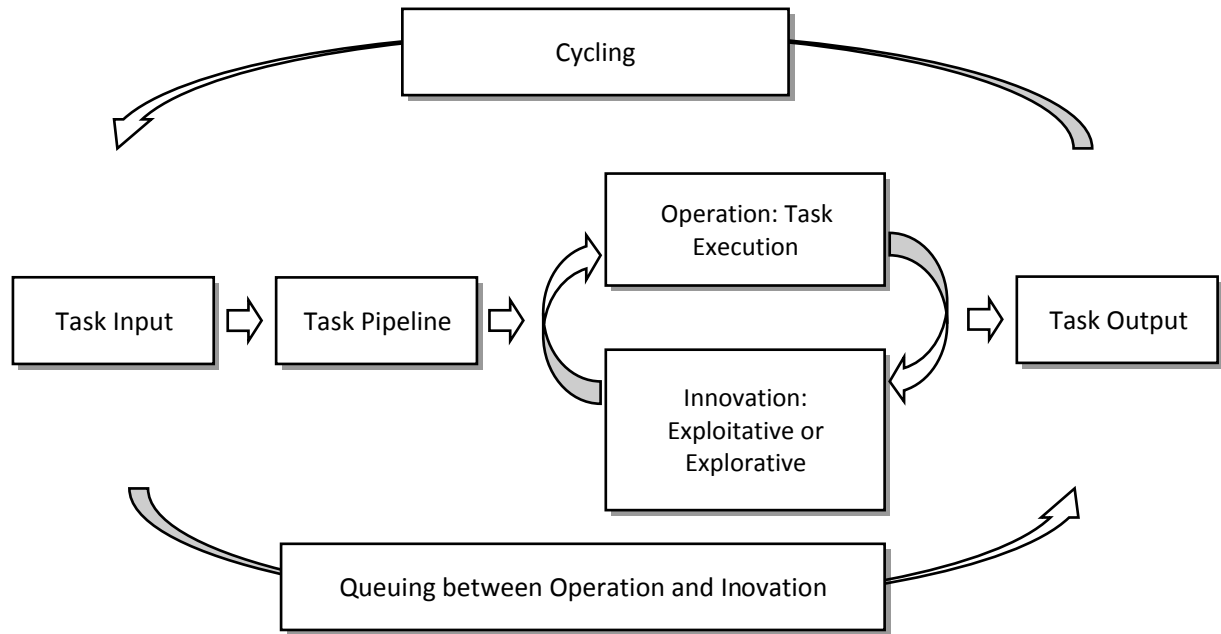 Cycling
Operation: Task
Execution
Task Input
Task Pipeline
Task Output
Innovation:
Exploitative or
Explorative
Queuing between Operation and Inovation